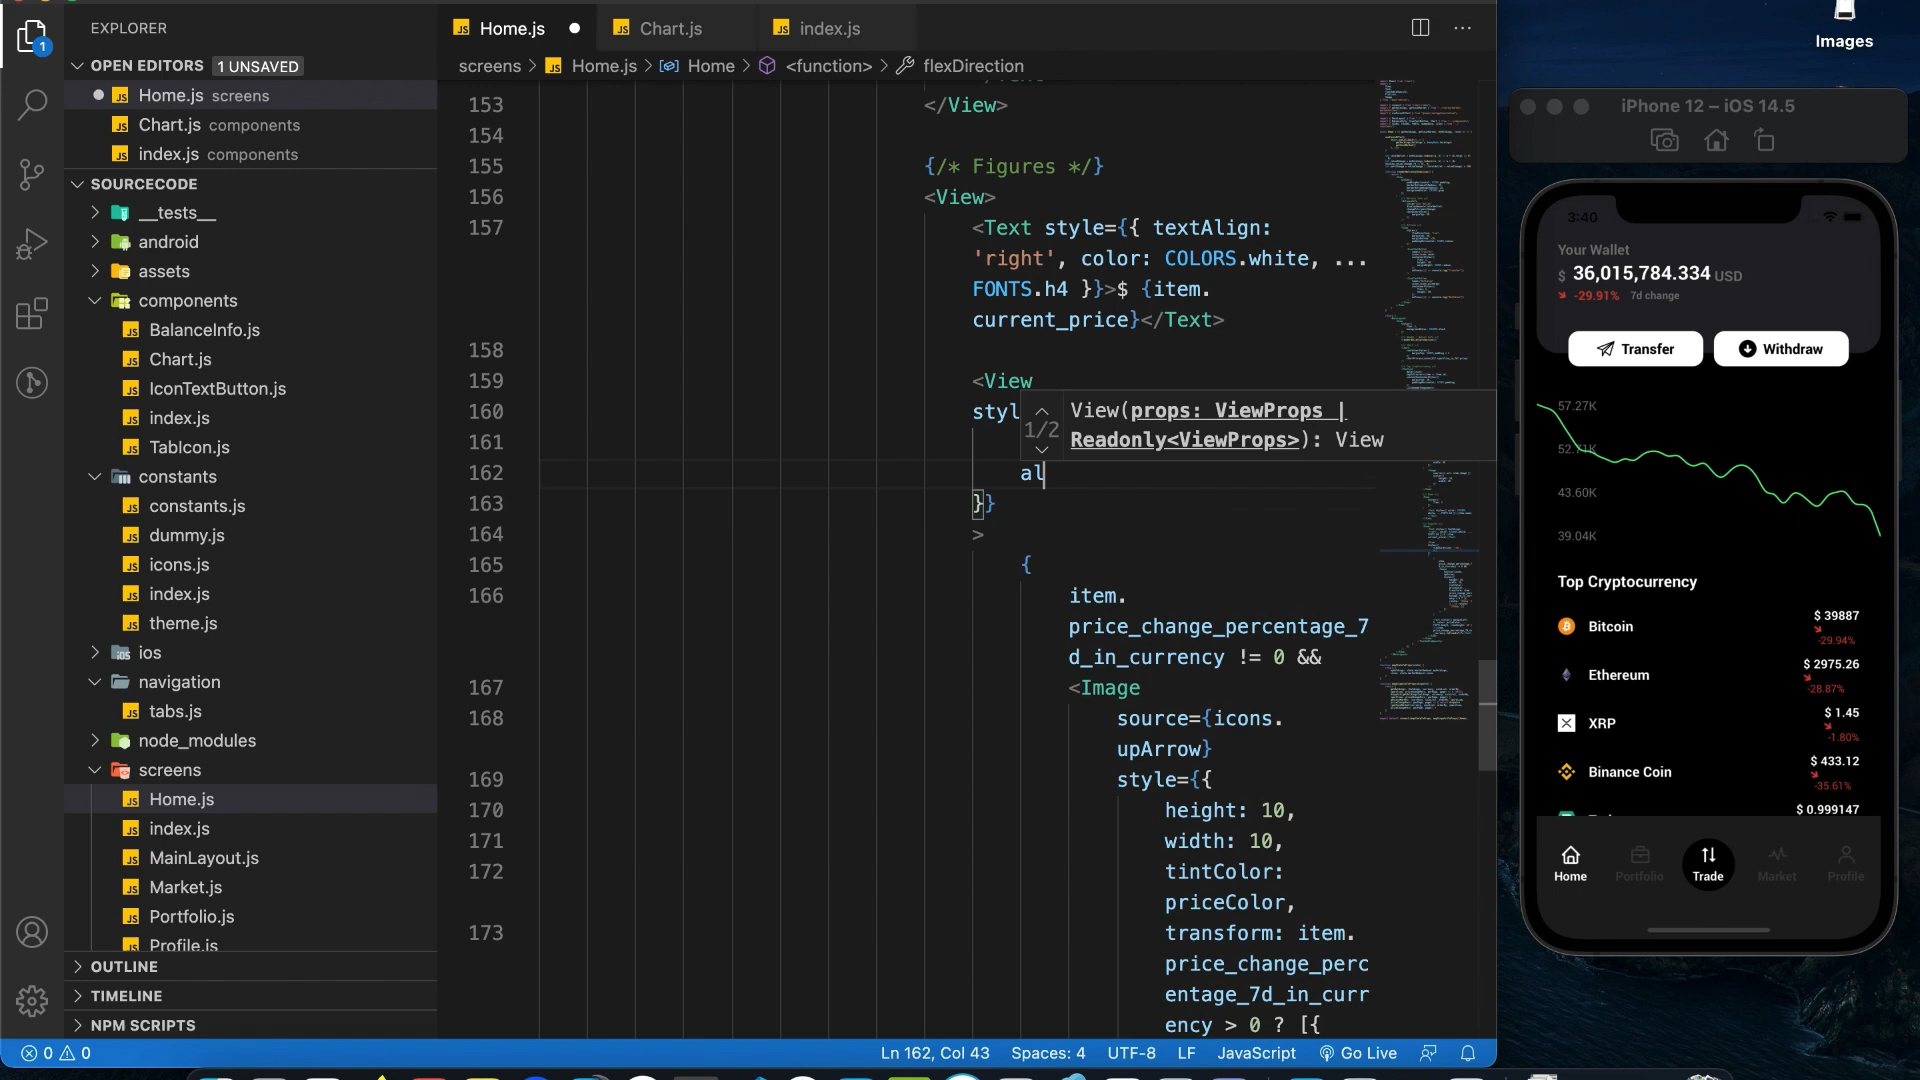 EXPLORER
OPEN EDITORS 1 UNSAVED
Home.js screens
Chart.js components
index.js components
SOURCECODE
__tests__
android
assets
components
BalanceInfo.js
Chart.js
IconTextButton.js
index.js
TabIcon.js
constants
constants.js
dummy.js
icons.js
index.js
theme.js
ios
navigation
tabs.js
node_modules
screens
Home.js
index.js
MainLayout.js
Market.js
Portfolio.js
Profile.js
OUTLINE
TIMELINE
NPM SCRIPTS
1
Home.js
Chart.js
index.js
screens > Home.js > Home > <function> > flexDirection
153 </View>
154
155 {/* Figures */}
156 <View>
157 <Text style={{ textAlign:
'right', color: COLORS.white, ...
FONTS.h4 }}>$ {item.
current_price}</Text>
158
159 <View
160 styl
161
162 al
163 }}
164 >
165 {
166 item.
price_change_percentage_7
d_in_currency != 0 &&
167 <Image
168 source={icons.
upArrow}
169 style={{
170 height: 10,
171 width: 10,
172 tintColor:
priceColor,
173 transform: item.
price_change_perc
entage_7d_in_curr
ency > 0 ? [{
1/2
View(props: ViewProps |
Readonly<ViewProps>): View
0 0
Ln 162, Col 43
Spaces: 4
UTF-8
LF
JavaScript
Go Live
Images
iPhone 12 – iOS 14.5
3:40
Your Wallet
$ 36,015,784.334 USD
-29.91% 7d change
Transfer
Withdraw
57.27K
52.71K
43.60K
39.04K
Top Cryptocurrency
Bitcoin
$ 39887
-29.94%
Ethereum
$ 2975.26
-28.87%
XRP
$ 1.45
-1.80%
Binance Coin
$ 433.12
-35.61%
$ 0.999147
Home
Portfolio
Trade
Market
Profile